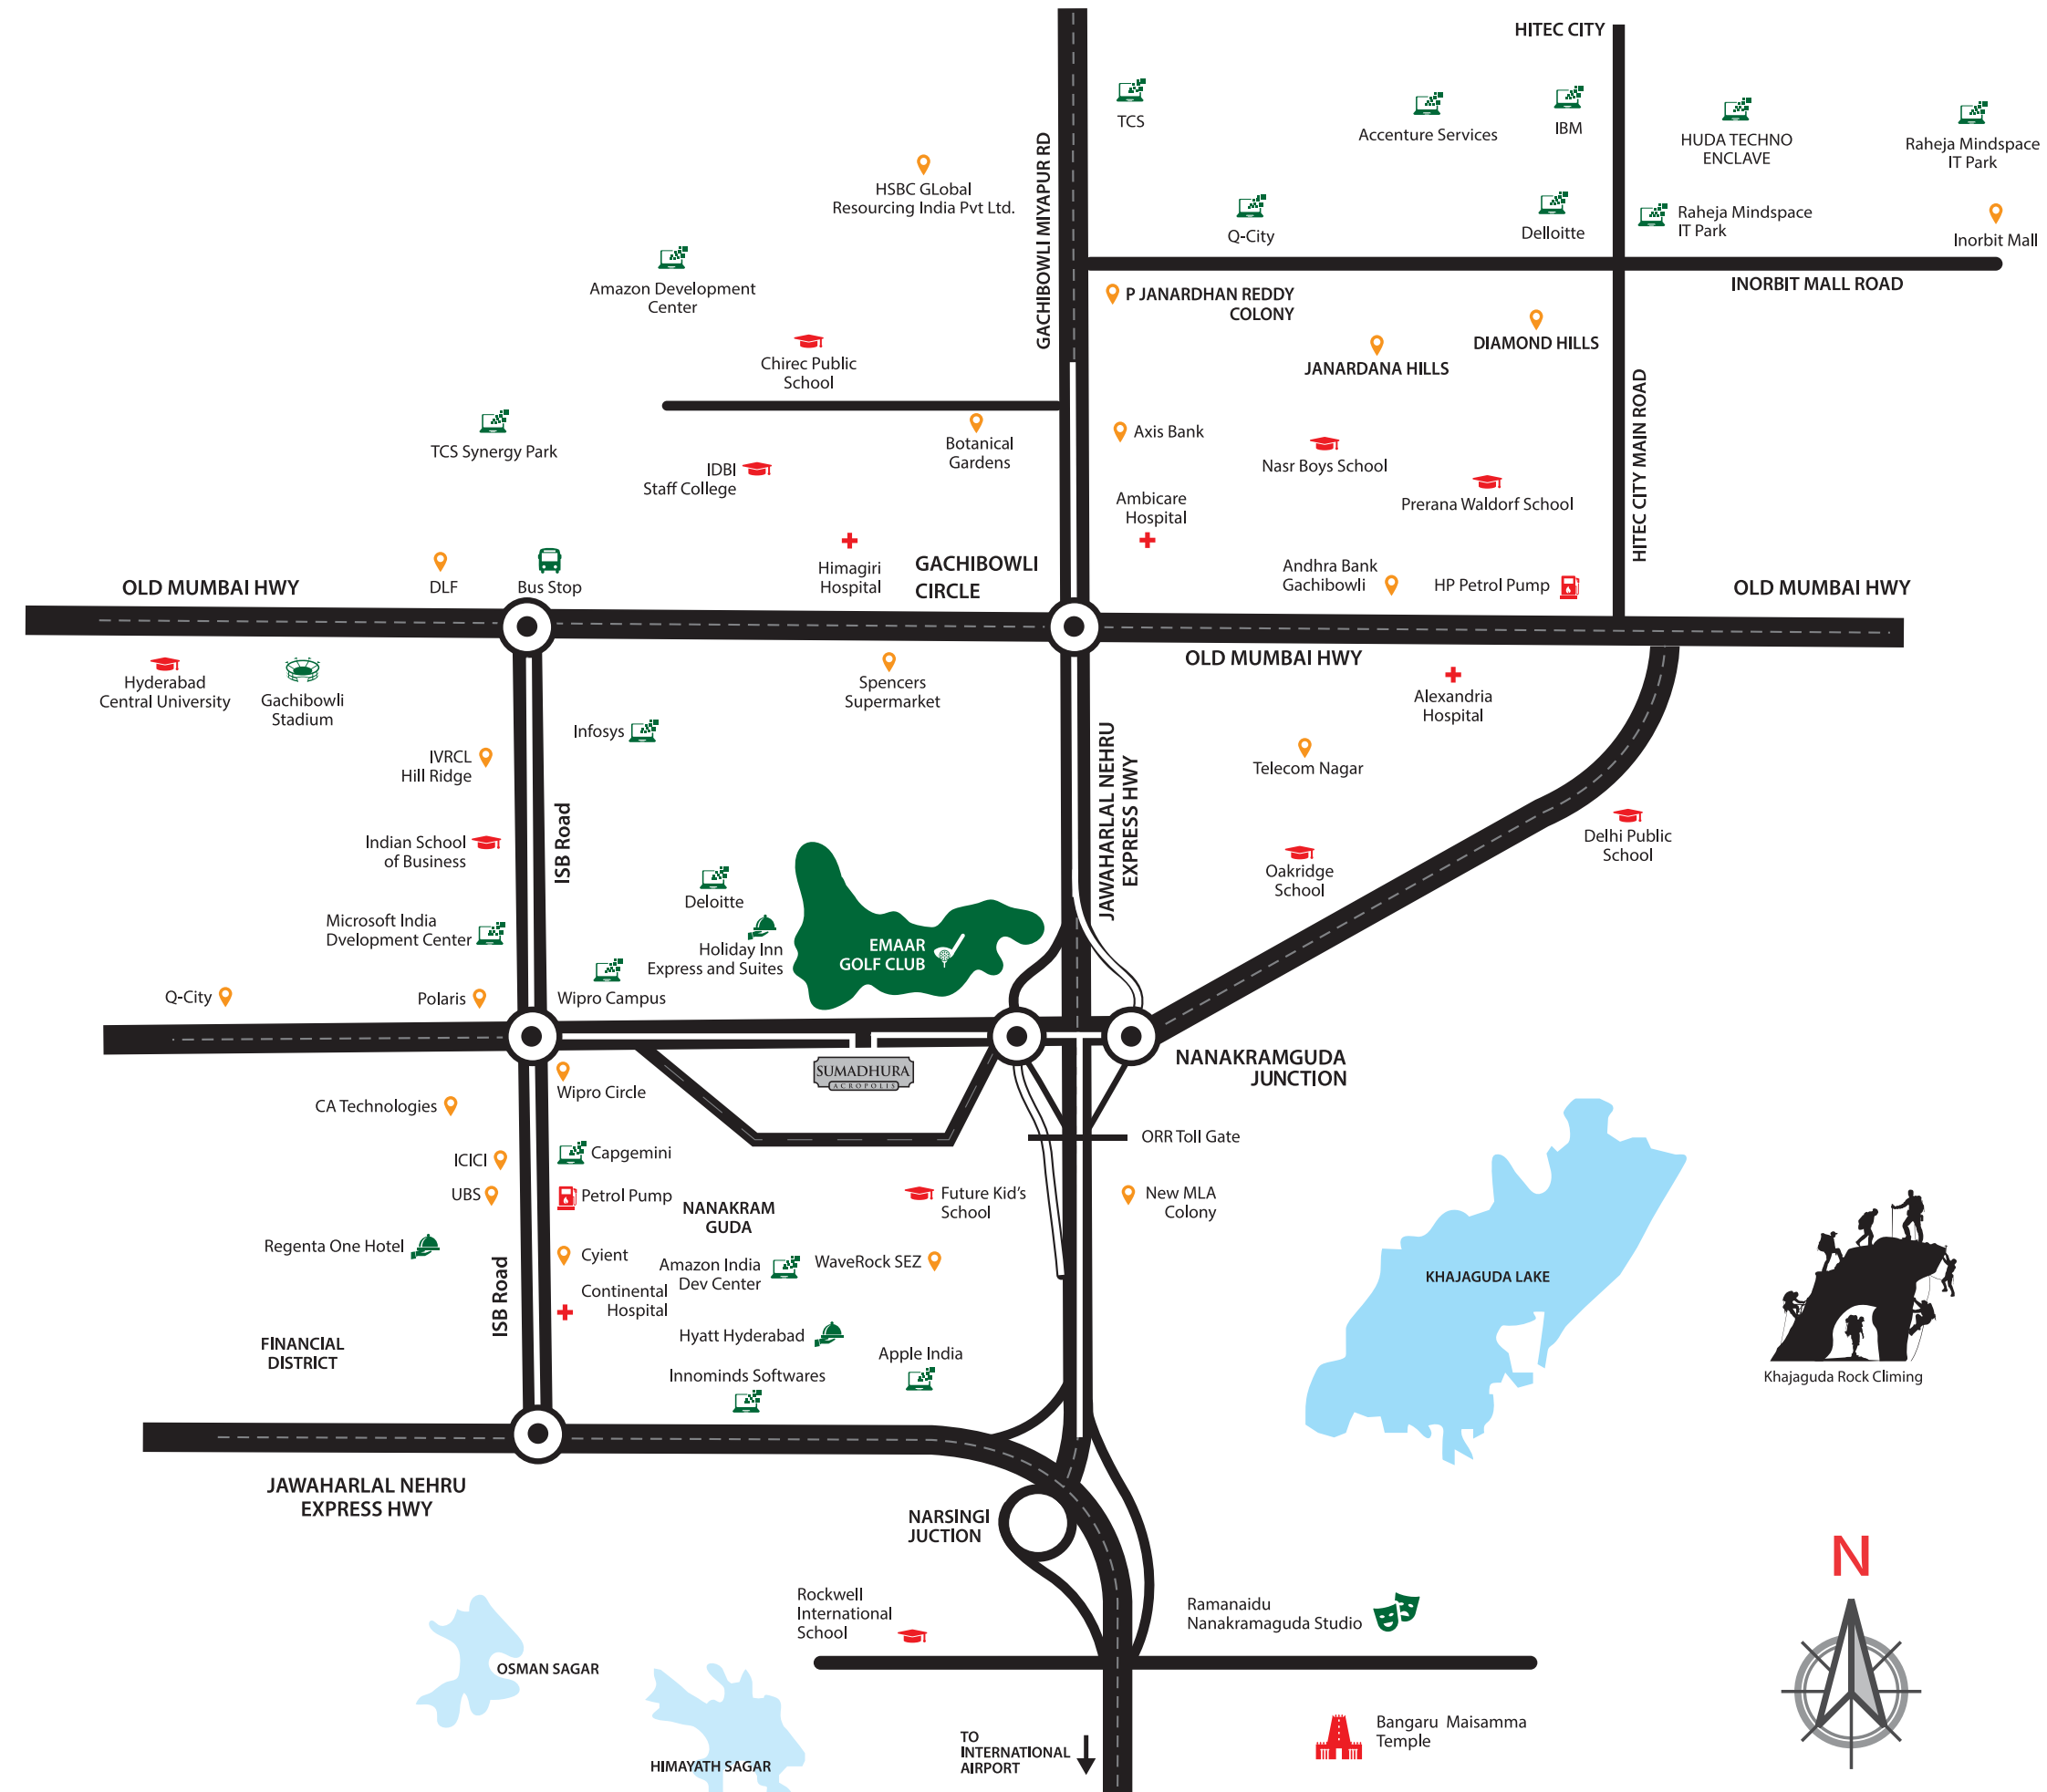 HITEC CITY
TCS
Accenture Services
IBM
HUDA TECHNO
ENCLAVE
Raheja Mindspace
IT Park
GACHIBOWLI MIYAPUR RD
HSBC GLobal
Resourcing India Pvt Ltd.
Q-City
Delloitte
Raheja Mindspace
IT Park
Inorbit Mall
INORBIT MALL ROAD
Amazon Development
Center
P JANARDHAN REDDY
COLONY
DIAMOND HILLS
JANARDANA HILLS
Chirec Public
School
HITEC CITY MAIN ROAD
TCS Synergy Park
IDBI
Staff College
Botanical
Gardens
Axis Bank
Nasr Boys School
Prerana Waldorf School
Ambicare
Hospital
OLD MUMBAI HWY
DLF
Bus Stop
Himagiri
Hospital
GACHIBOWLI
CIRCLE
Andhra Bank
Gachibowli
HP Petrol Pump
OLD MUMBAI HWY
OLD MUMBAI HWY
Hyderabad
Central University
Gachibowli
Stadium
Spencers
Supermarket
Alexandria
Hospital
Infosys
IVRCL
Hill Ridge
JAWAHARLAL NEHRU
EXPRESS HWY
Telecom Nagar
ISB Road
Indian School
of Business
Delhi Public
School
Oakridge
School
Deloitte
Microsoft India
Dvelopment Center
Holiday Inn
Express and Suites
EMAAR
GOLF CLUB
Q-City
Polaris
Wipro Campus
SUMADHURA
ACROPOLIS
NANAKRAMGUDA
JUNCTION
Wipro Circle
CA Technologies
ORR Toll Gate
ICICI
Capgemini
UBS
Petrol Pump
NANAKRAM
GUDA
Future Kid's
School
New MLA
Colony
Regenta One Hotel
Cyient
Amazon India
Dev Center
WaveRock SEZ
KHAJAGUDA LAKE
ISB Road
Continental
Hospital
FINANCIAL
DISTRICT
Hyatt Hyderabad
Apple India
Innominds Softwares
Khajaguda Rock Climing
JAWAHARLAL NEHRU
EXPRESS HWY
NARSINGI
JUCTION
N
Rockwell
International
School
Ramanaidu
Nanakramaguda Studio
OSMAN SAGAR
HIMAYATH SAGAR
TO
INTERNATIONAL
AIRPORT
Bangaru Maisamma
Temple